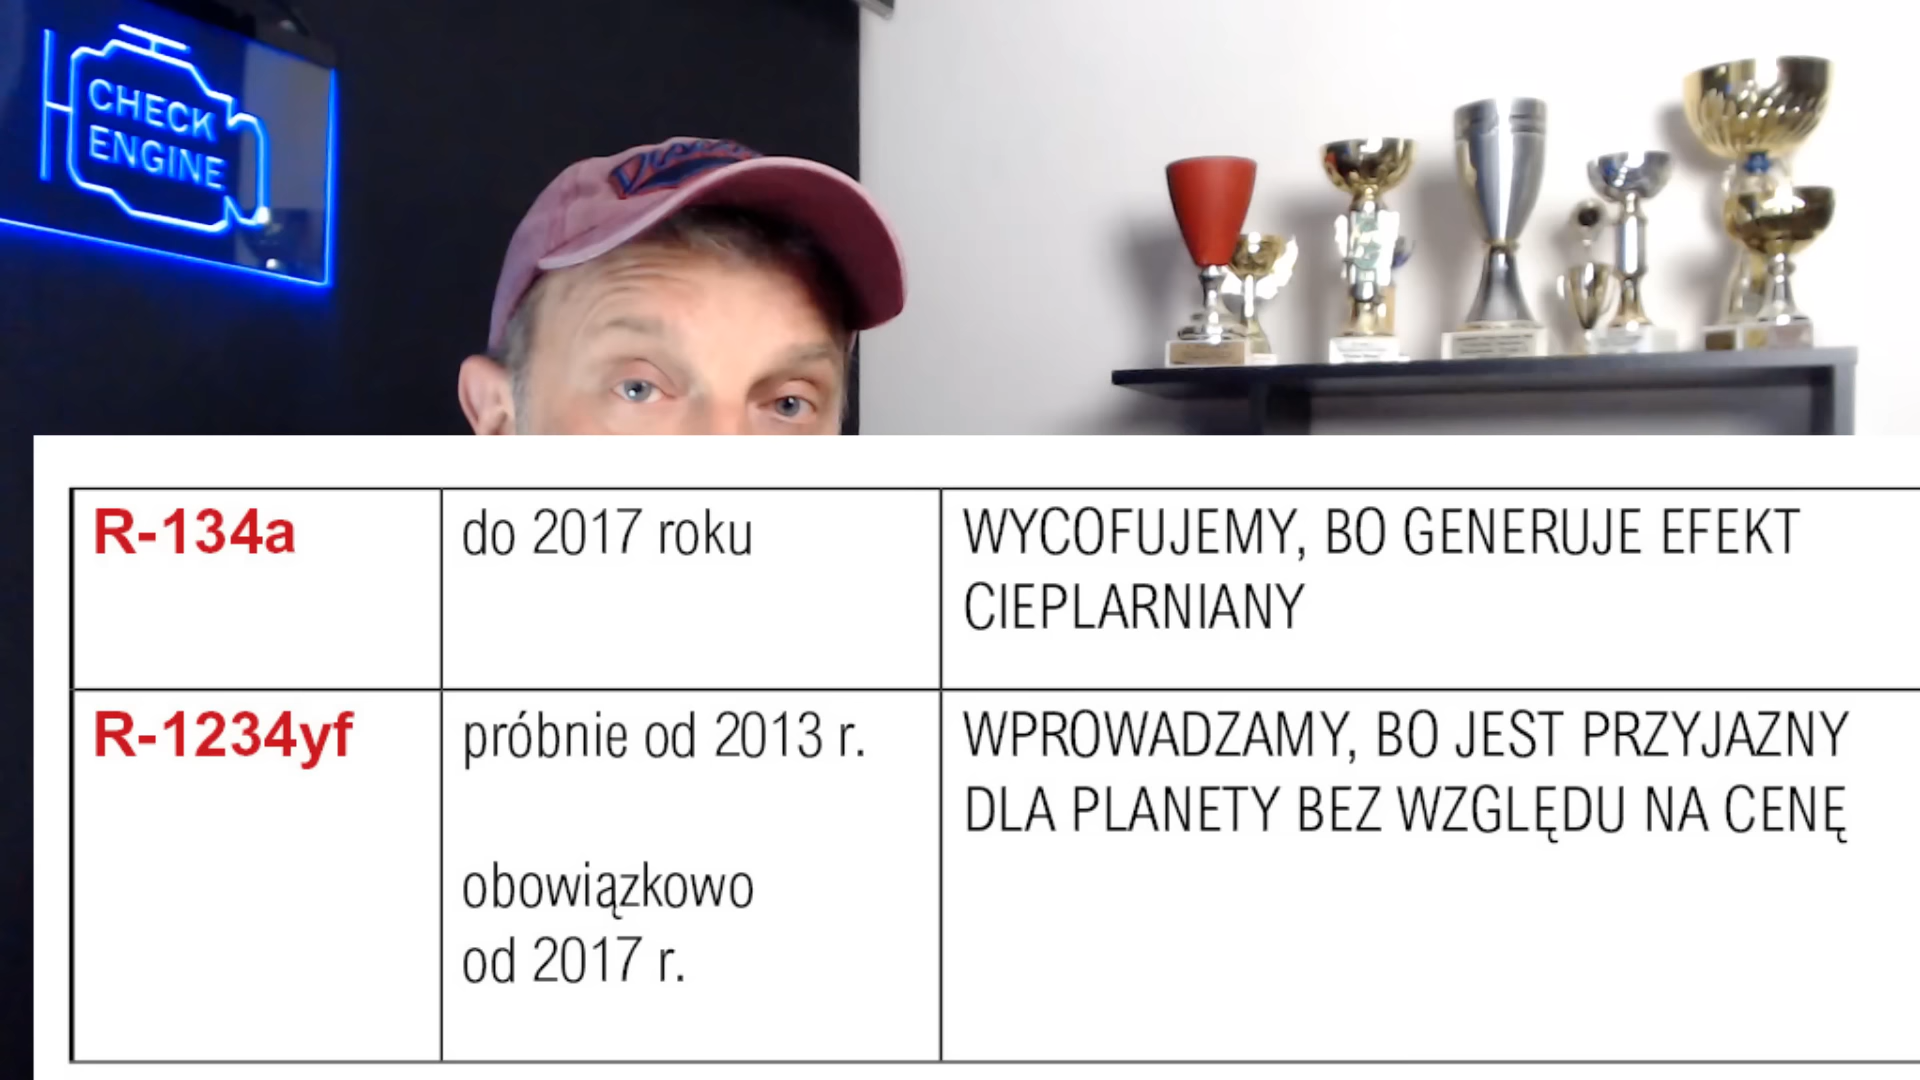 CHECK
ENGINE
R-134a
do 2017 roku
WYCOFUJEMY, BO GENERUJE EFEKT
CIEPLARNIANY
R-1234yf
próbnie od 2013 r.
obowiązkowo
od 2017 r.
WPROWADZAMY, BO JEST PRZYJAZNY
DLA PLANETY BEZ WZGLĘDU NA CENĘ